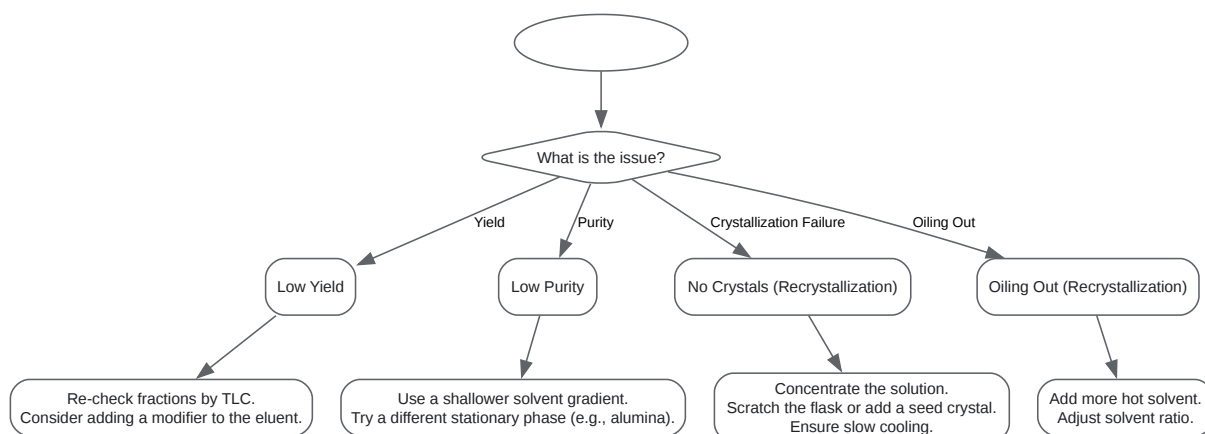 What is the issue?
Yield
Purity
Crystallization Failure
Oiling Out
Low Yield
Low Purity
No Crystals (Recrystallization)
Oiling Out (Recrystallization)
Re-check fractions by TLC.
Consider adding a modifier to the eluent.
Use a shallower solvent gradient.
Try a different stationary phase (e.g., alumina).
Concentrate the solution.
Scratch the flask or add a seed crystal.
Ensure slow cooling.
Add more hot solvent.
Adjust solvent ratio.